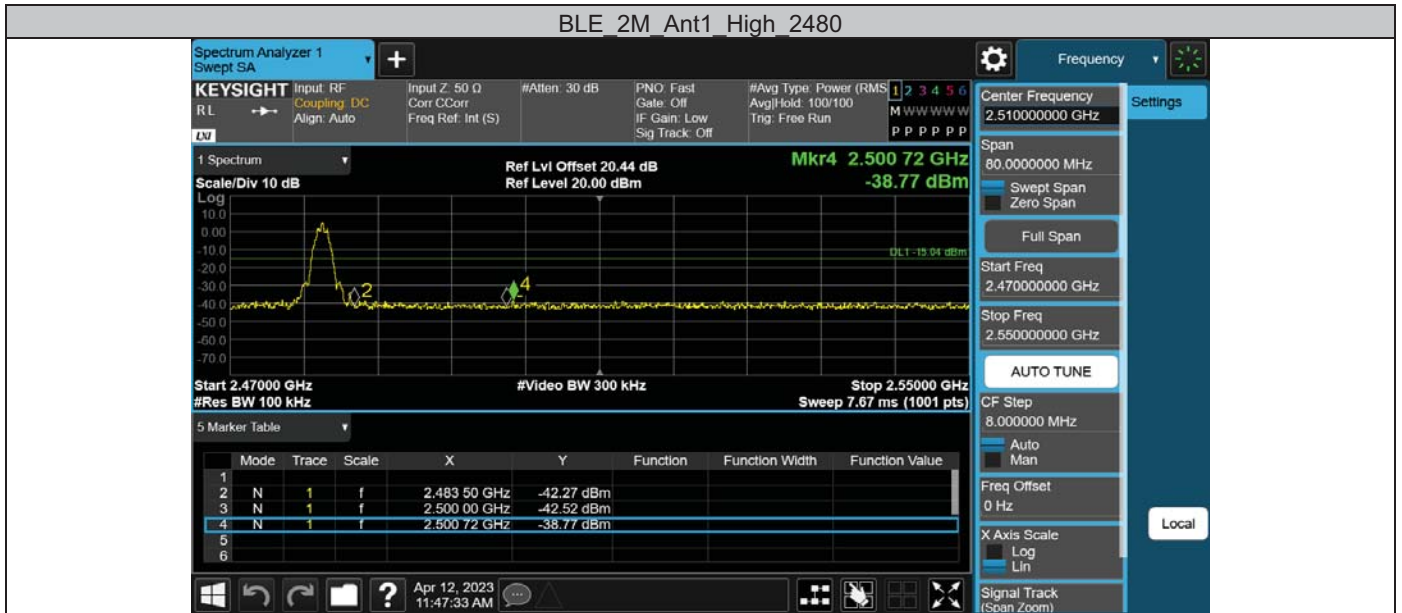 BLE_2M_Ant1_High_2480
Spectrum Analyzer 1
Swept SA
+
Frequency
KEYSIGHT
RL
LXI
Input: RF
Coupling: DC
Align: Auto
Input Z: 50 Ω
Corr CCorr
Freq Ref: Int (S)
#Atten: 30 dB
PNO: Fast
Gate: Off
IF Gain: Low
Sig Track: Off
#Avg Type: Power (RMS
Avg|Hold: 100/100
Trig: Free Run
1 2 3 4 5 6
M W W W W W
P P P P P P
1 Spectrum
Scale/Div 10 dB
Ref Lvl Offset 20.44 dB
Ref Level 20.00 dBm
Mkr4 2.500 72 GHz
-38.77 dBm
Log
10.0
0.00
-10.0
-20.0
-30.0
-40.0
-50.0
-60.0
-70.0
DL1 -15.04 dBm
2
4
Start 2.47000 GHz
#Res BW 100 kHz
#Video BW 300 kHz
Stop 2.55000 GHz
Sweep 7.67 ms (1001 pts)
5 Marker Table
Mode Trace Scale X Y Function Function Width Function Value
1
2 N 1 f 2.483 50 GHz -42.27 dBm
3 N 1 f 2.500 00 GHz -42.52 dBm
4 N 1 f 2.500 72 GHz -38.77 dBm
5
6
?
Apr 12, 2023
11:47:33 AM
Center Frequency
2.510000000 GHz
Span
80.0000000 MHz
Swept Span
Zero Span
Full Span
Start Freq
2.470000000 GHz
Stop Freq
2.550000000 GHz
AUTO TUNE
CF Step
8.000000 MHz
Auto
Man
Freq Offset
0 Hz
X Axis Scale
Log
Lin
Signal Track
(Span Zoom)
Settings
Local